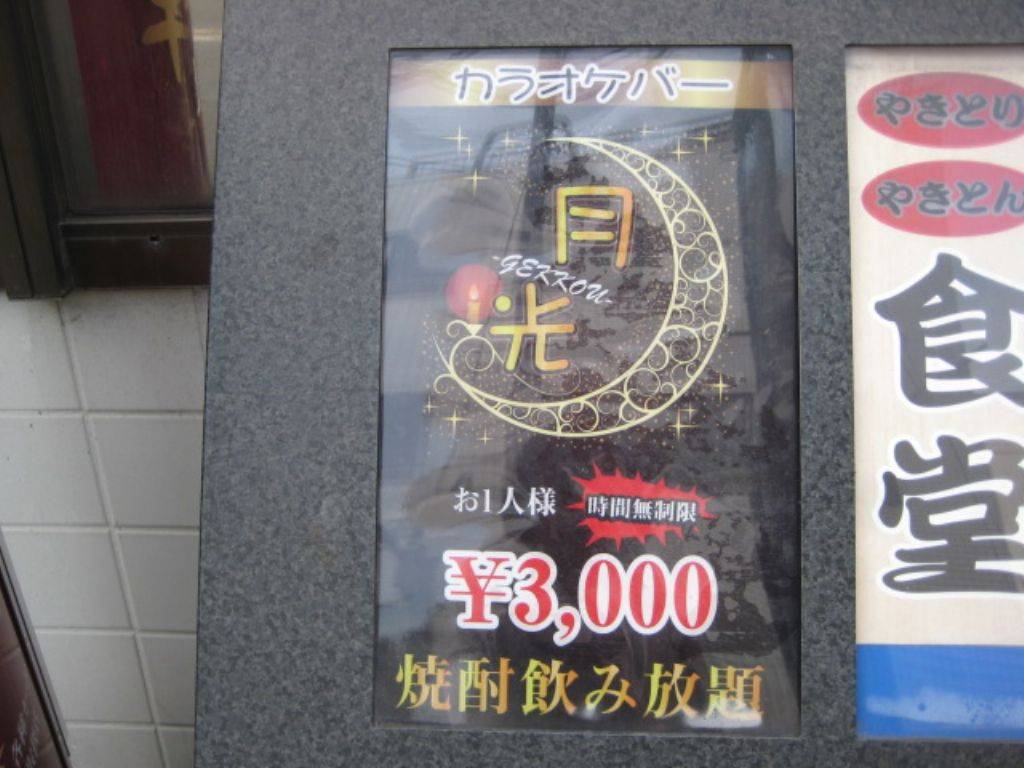 カラオケバー
月
-GEKKOU-
光
お1人様 時間無制限
¥3,000
焼酎飲み放題
やきとり
やきとん
食堂